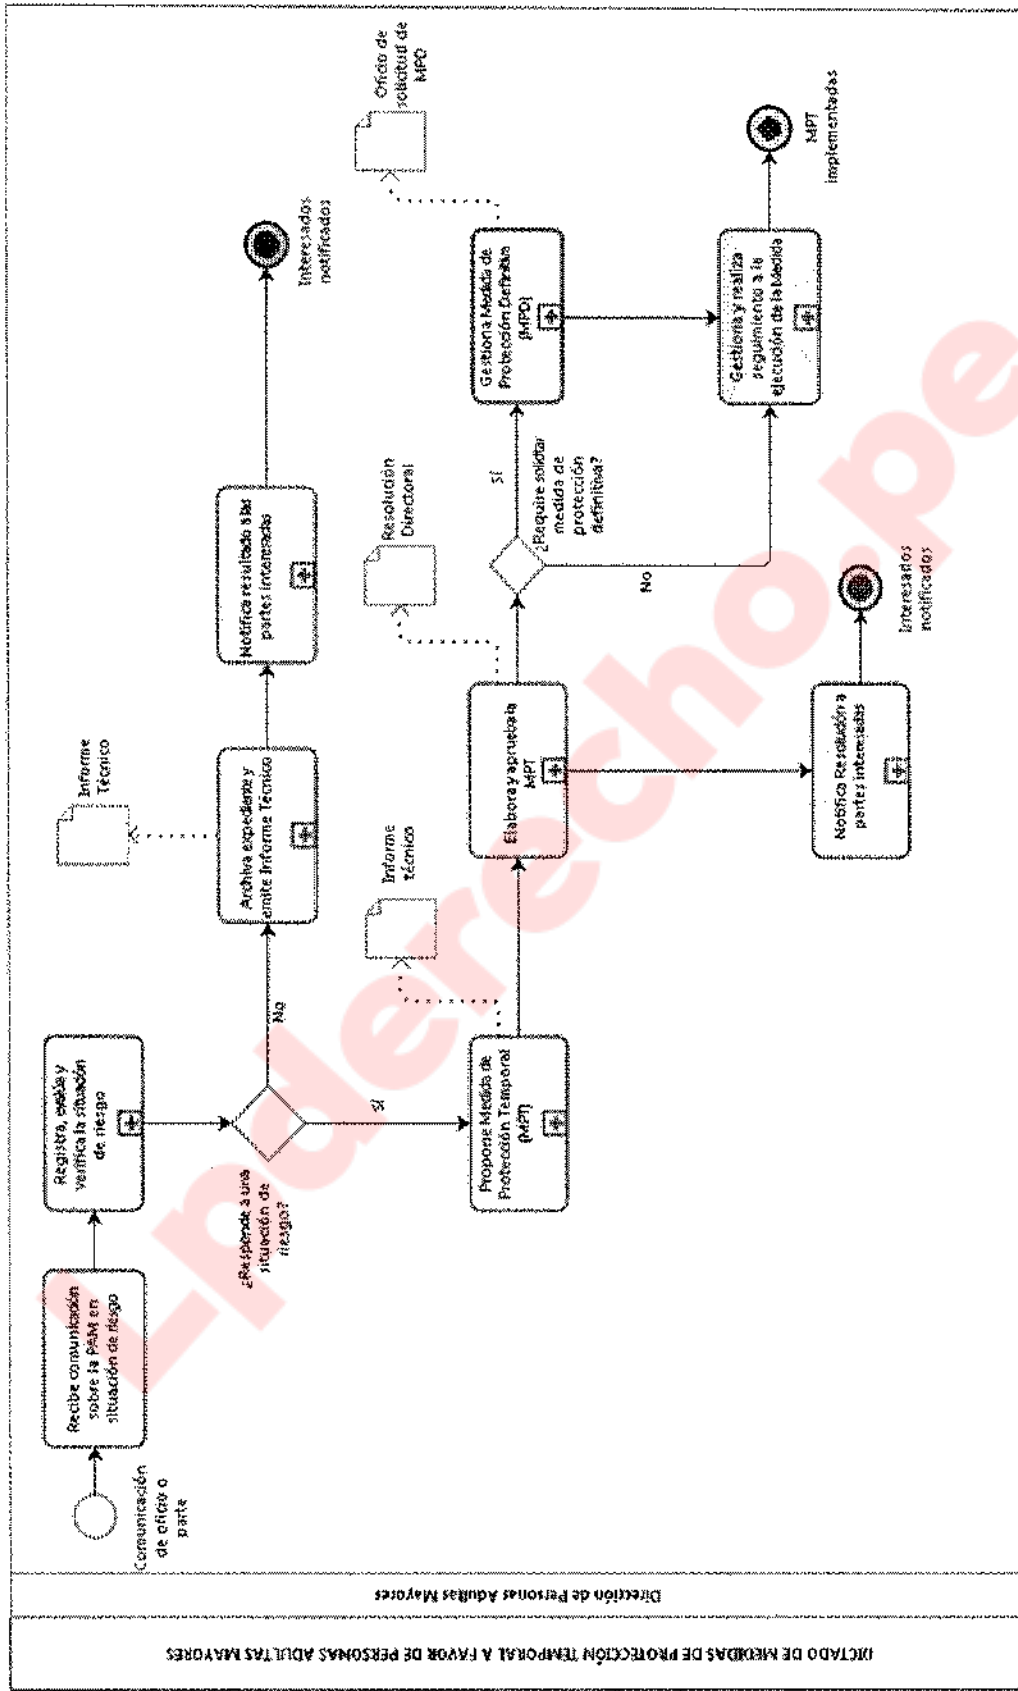 DICTADO DE MEDIDAS DE PROTECCCIÓN TEMPORAL A FAVOR DE PERSONAS ADULTAS MAYORES
Dirección de Personas Adultas Mayores
Comunicación
de oficio o
parte
Recibe comunicación
sobre la PAM en
situación de riesgo
Registra, evalúa y
verifica la situación
de riesgo
¿Responde a una
situación de
riesgo?
No
Archiva expediente y
emite Informe Técnico
Informe
Técnico
Notifica resultado a las
partes interesadas
Interesados
notificados
Sí
Propone Medida de
Protección Temporal
(MPT)
Informe
técnico
Elabora y aprueba la
MPT
Resolución
Directoral
¿Require solicitar
medida de
protección
definitiva?
Sí
Gestiona Medida de
Protección Definitiva
(MPD)
Oficio de
solicitud de
MPD
No
Gestiona y realiza
seguimiento a la
ejecución de la Medida
MPT
implementadas
Notifica Resolución a
partes interesadas
Interesados
notificados
Lpderecho.pe